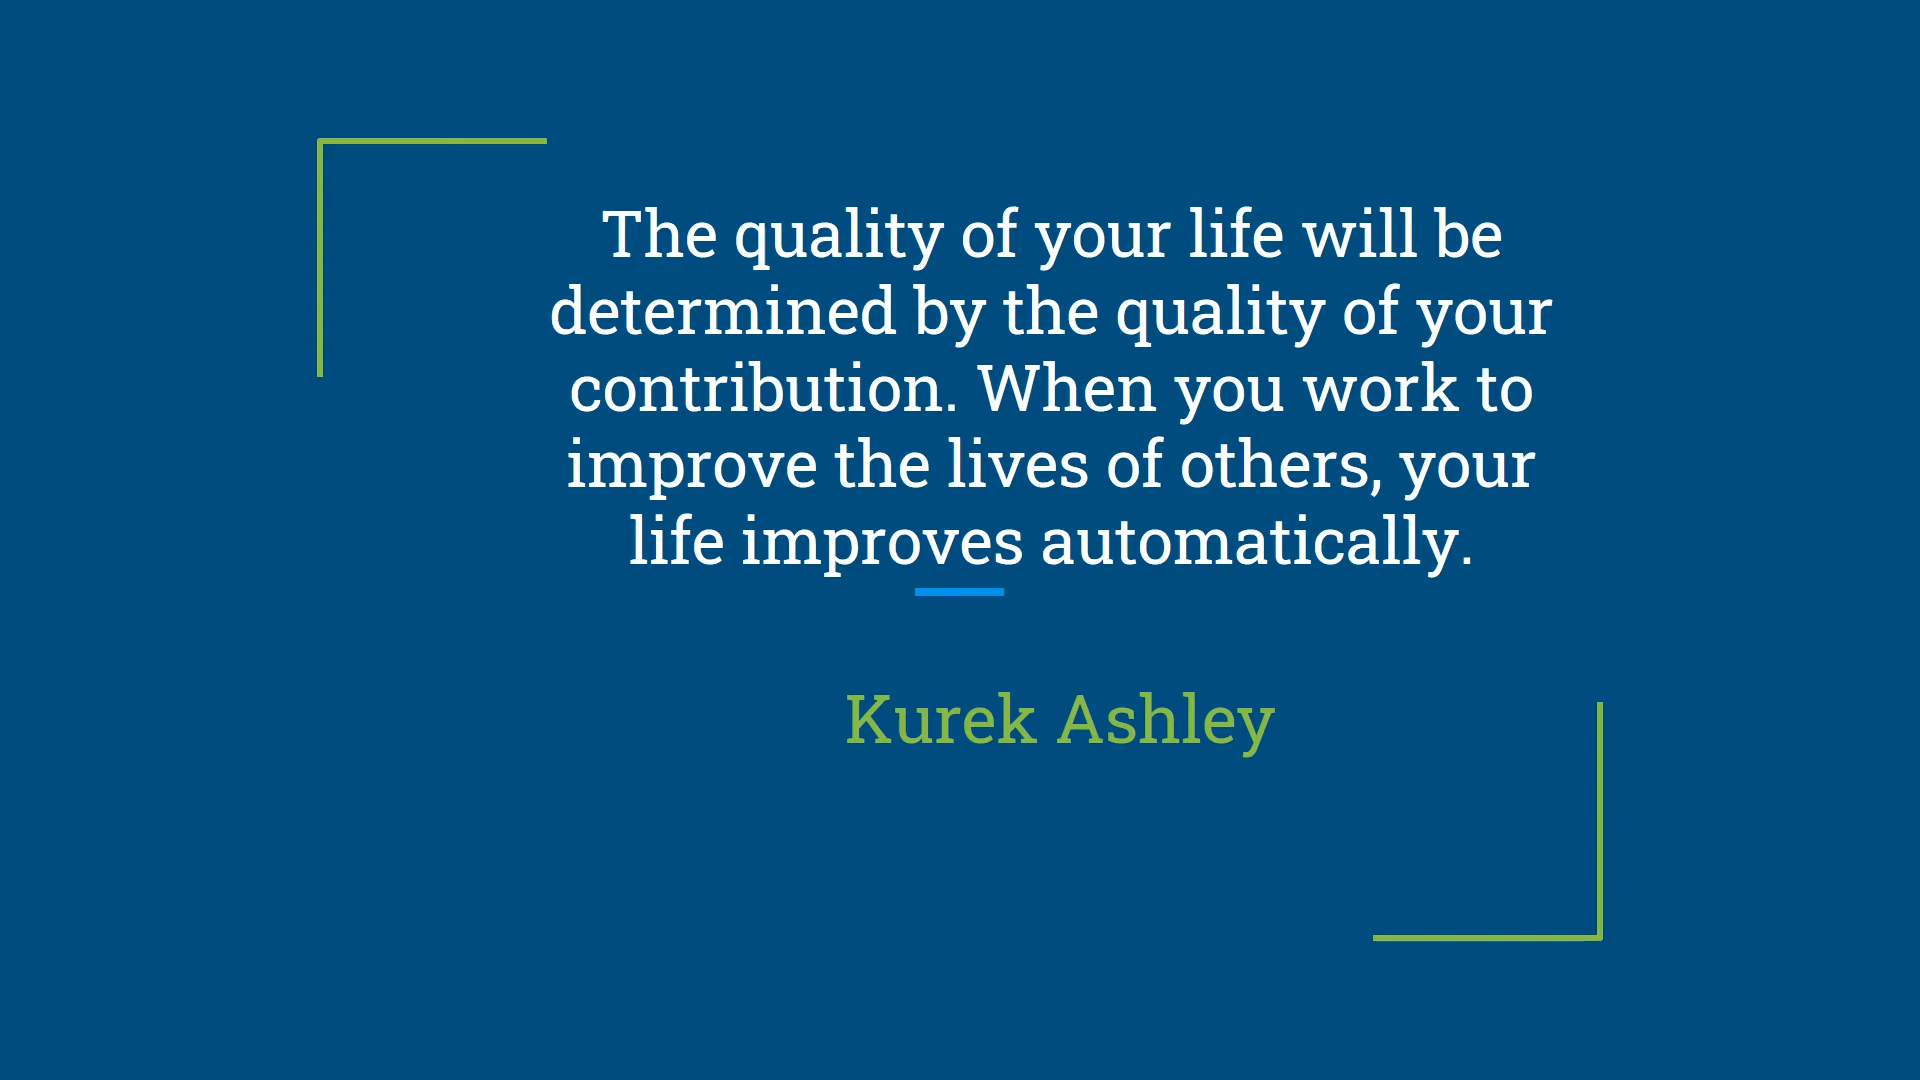 The quality of your life will be
determined by the quality of your
contribution. When you work to
improve the lives of others, your
life improves automatically.
Kurek Ashley